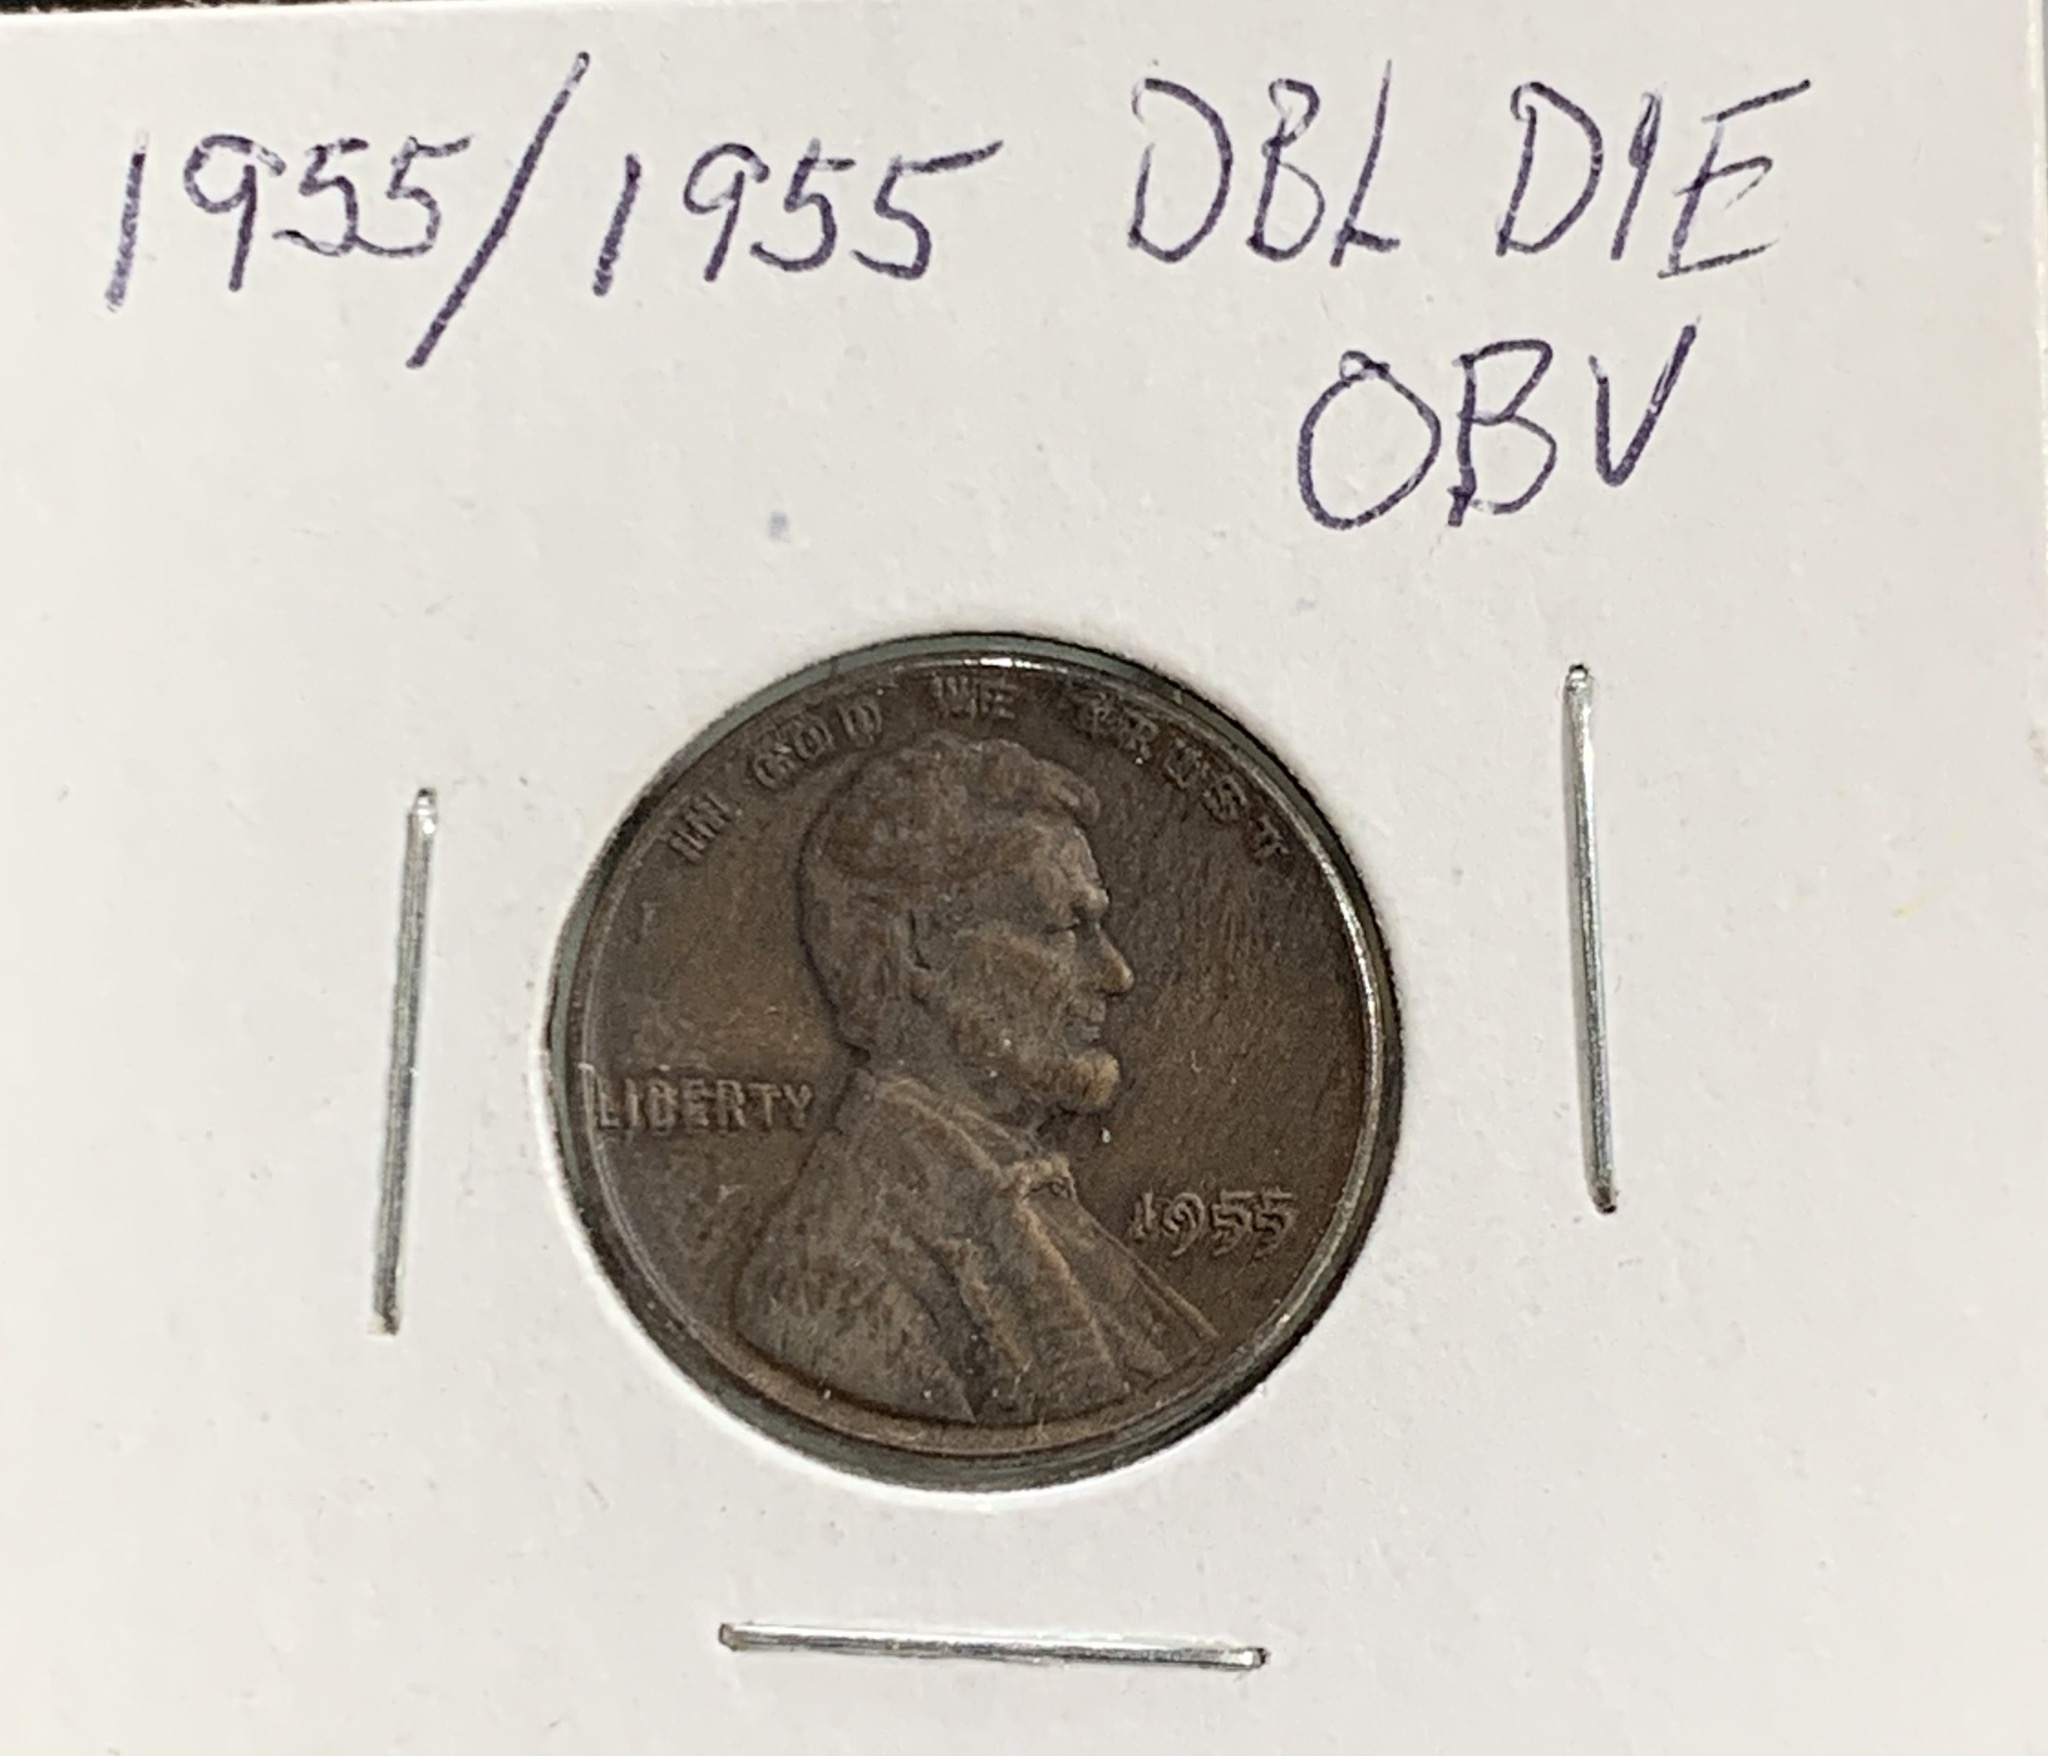 1955/1955 DBL DIE
OBV
IN GOD WE TRUST
LIBERTY
1955